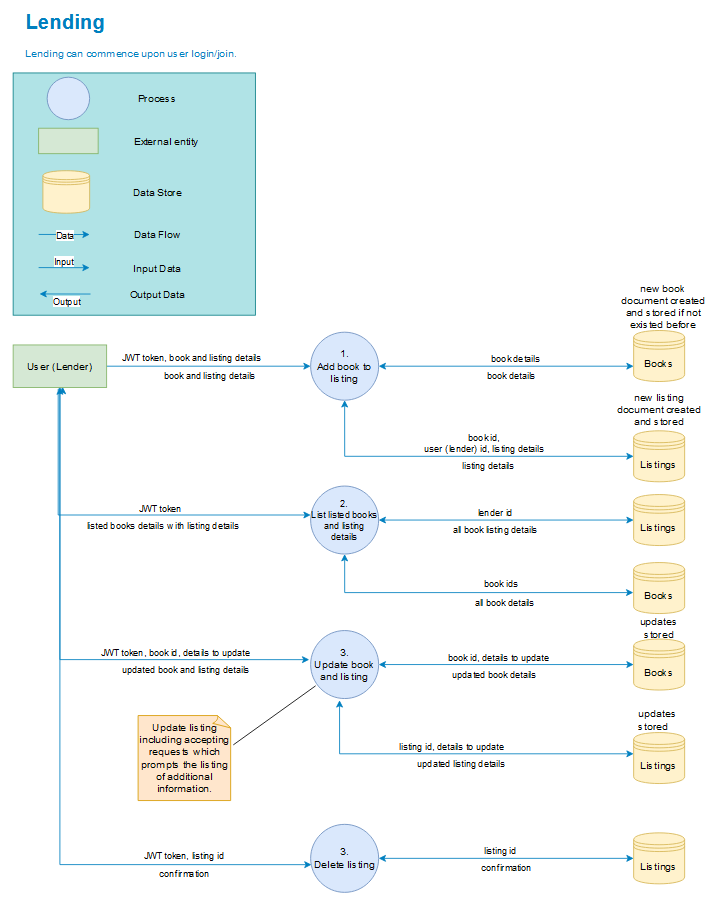 Lending
Lending can commence upon user login/join.
Process
External entity
Data Store
Data
Data Flow
Input
Input Data
Output
Output Data
new book
document created
and stored if not
existed before
User (Lender)
JWT token, book and listing details
book and listing details
1.
Add book to
listing
book details
book details
Books
new listing
document created
and stored
book id,
user (lender) id, listing details
listing details
Listings
JWT token
listed books details with listing details
2.
List listed books
and listing
details
lender id
all book listing details
Listings
book ids
all book details
Books
updates
stored
JWT token, book id, details to update
updated book and listing details
3.
Update book
and listing
book id, details to update
updated book details
Books
Update listing
including accepting
requests which
prompts the listing
of additional
information.
updates
stored
listing id, details to update
updated listing details
Listings
JWT token, listing id
confirmation
3.
Delete listing
listing id
confirmation
Listings